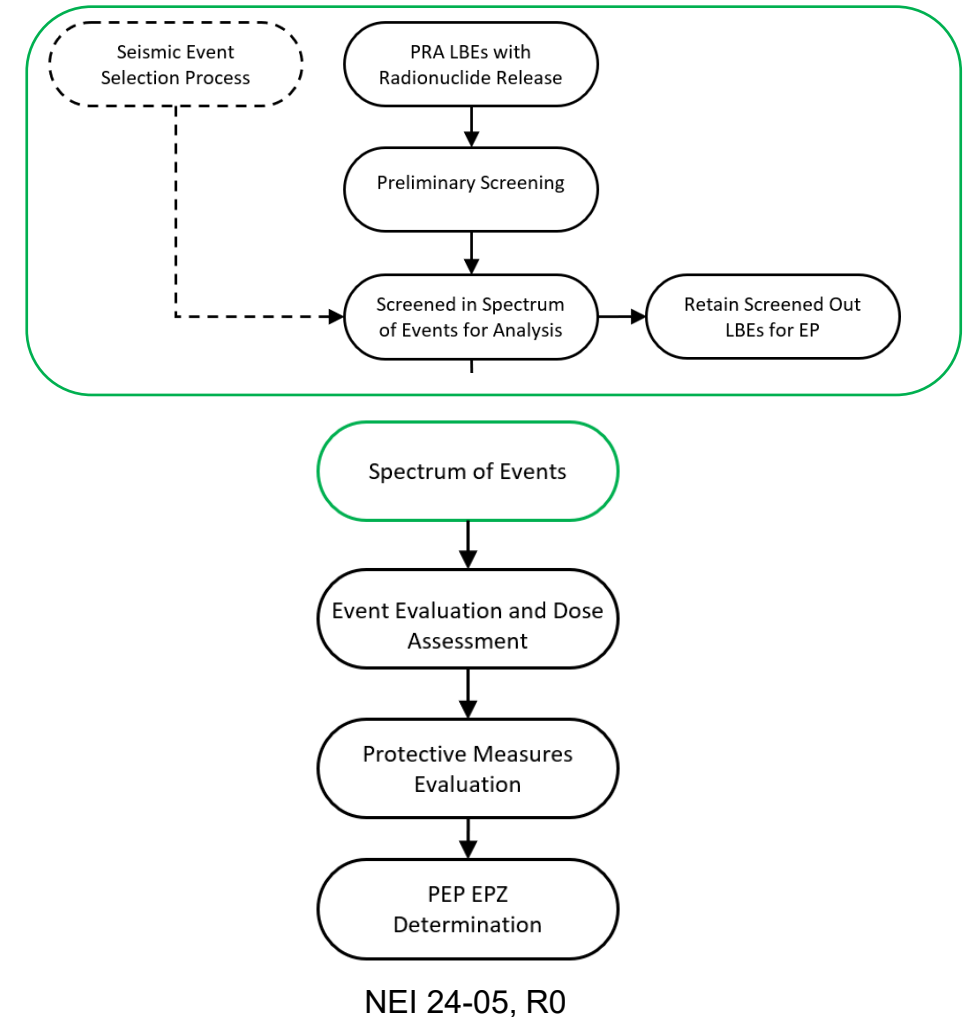 Seismic Event
Selection Process
PRA LBEs with
Radionuclide Release
Preliminary Screening
Screened in Spectrum
of Events for Analysis
Retain Screened Out
LBEs for EP
Spectrum of Events
Event Evaluation and Dose
Assessment
Protective Measures
Evaluation
PEP EPZ
Determination
NEI 24-05, R0